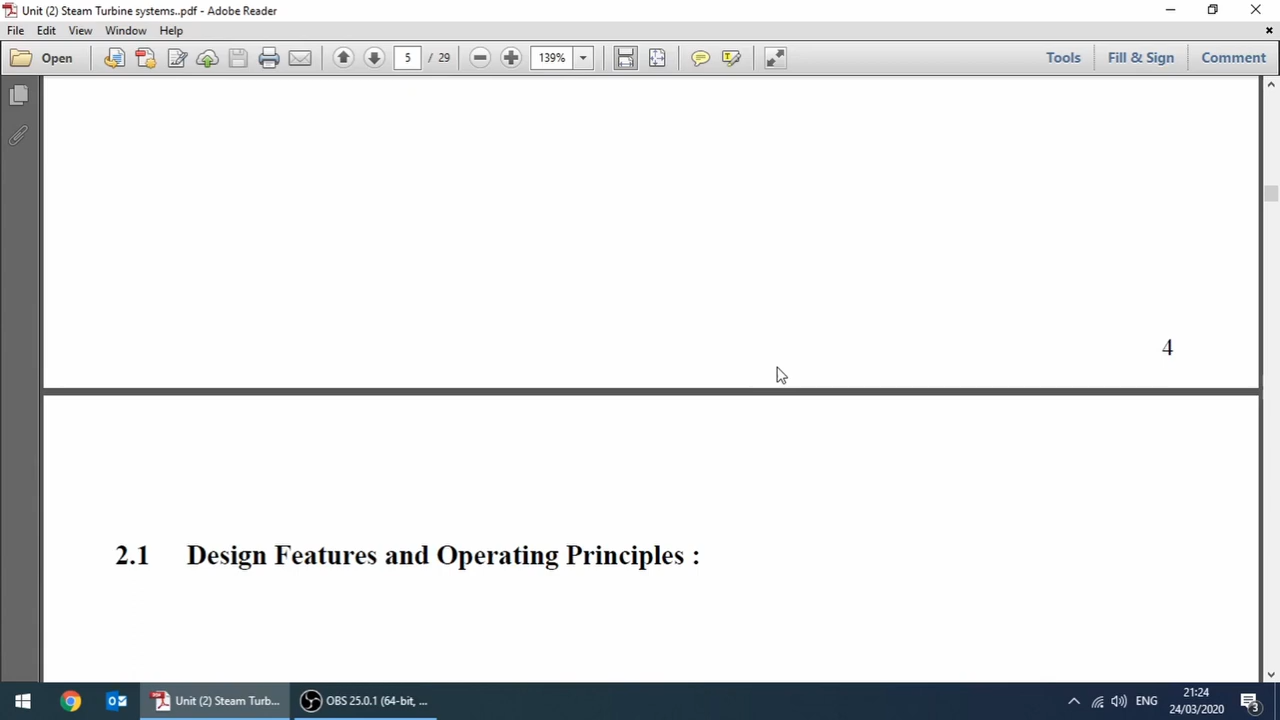 Unit (2) Steam Turbine systems..pdf - Adobe Reader
File Edit View Window Help
Open 5 / 29 139% Tools Fill & Sign Comment
4
2.1 Design Features and Operating Principles :
Unit (2) Steam Turb... OBS 25.0.1 (64-bit, ... ENG 21:24
24/03/2020
3